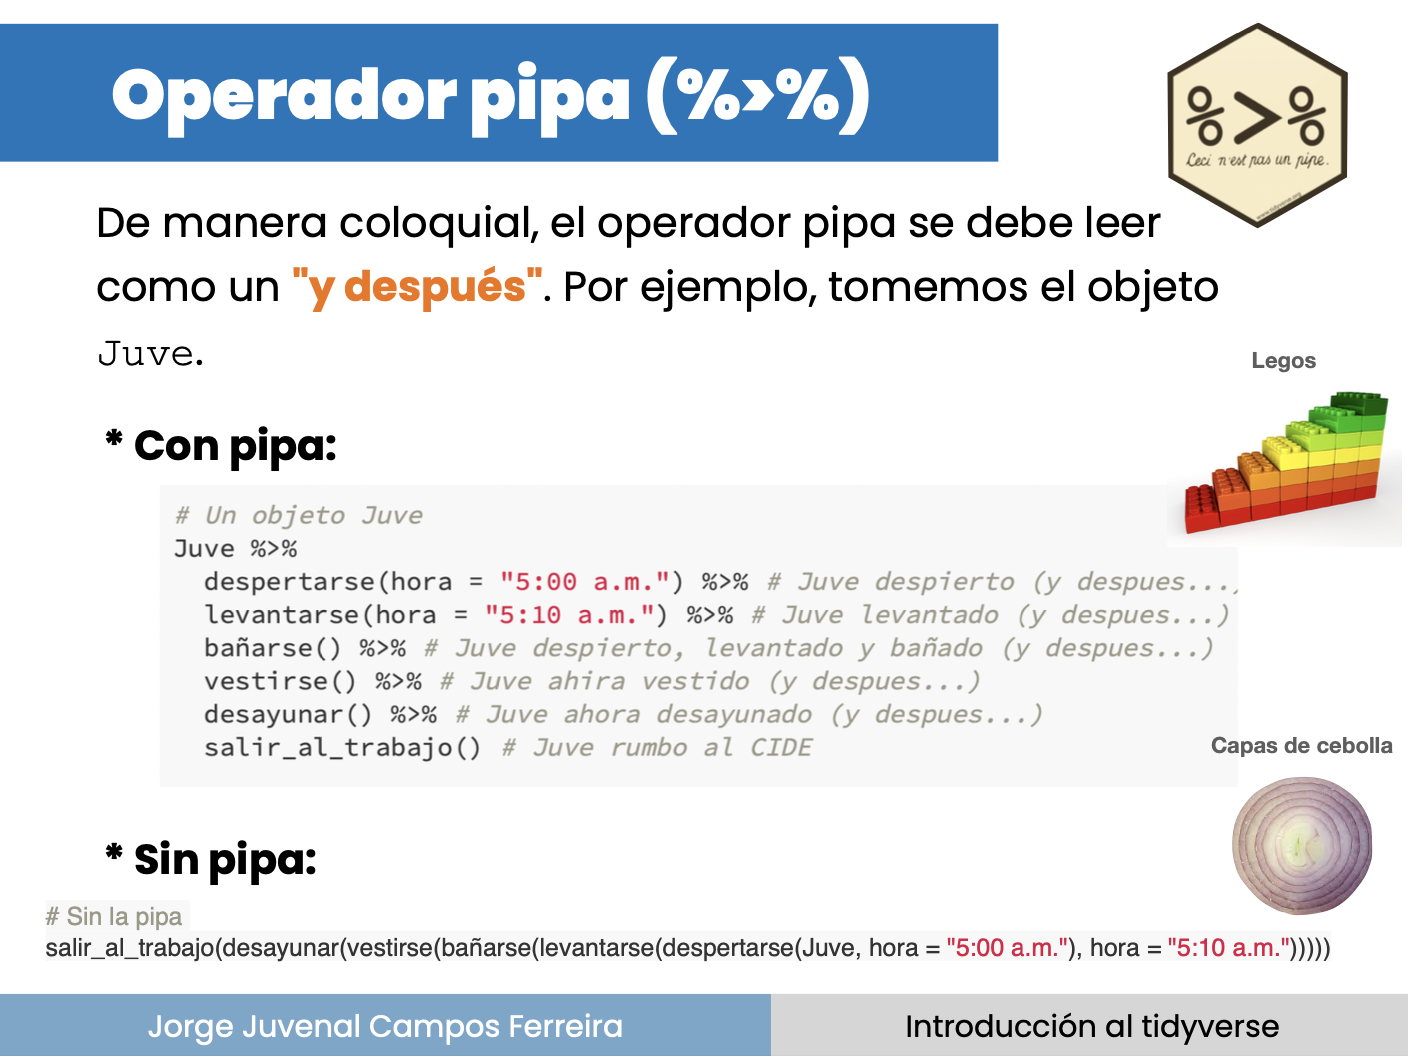 Operador pipa (%>%)
%>%
Ceci n'est pas un pipe.
www.tidyverse.org
De manera coloquial, el operador pipa se debe leer
como un "y después". Por ejemplo, tomemos el objeto
Juve.
Legos
* Con pipa:
# Un objeto Juve
Juve %>%
despertarse(hora = "5:00 a.m.") %>% # Juve despierto (y despues...)
levantarse(hora = "5:10 a.m.") %>% # Juve levantado (y despues...)
bañarse() %>% # Juve despierto, levantado y bañado (y despues...)
vestirse() %>% # Juve ahira vestido (y despues...)
desayunar() %>% # Juve ahora desayunado (y despues...)
salir_al_trabajo() # Juve rumbo al CIDE
Capas de cebolla
* Sin pipa:
# Sin la pipa
salir_al_trabajo(desayunar(vestirse(bañarse(levantarse(despertarse(Juve, hora = "5:00 a.m."), hora = "5:10 a.m.")))))
Jorge Juvenal Campos Ferreira
Introducción al tidyverse